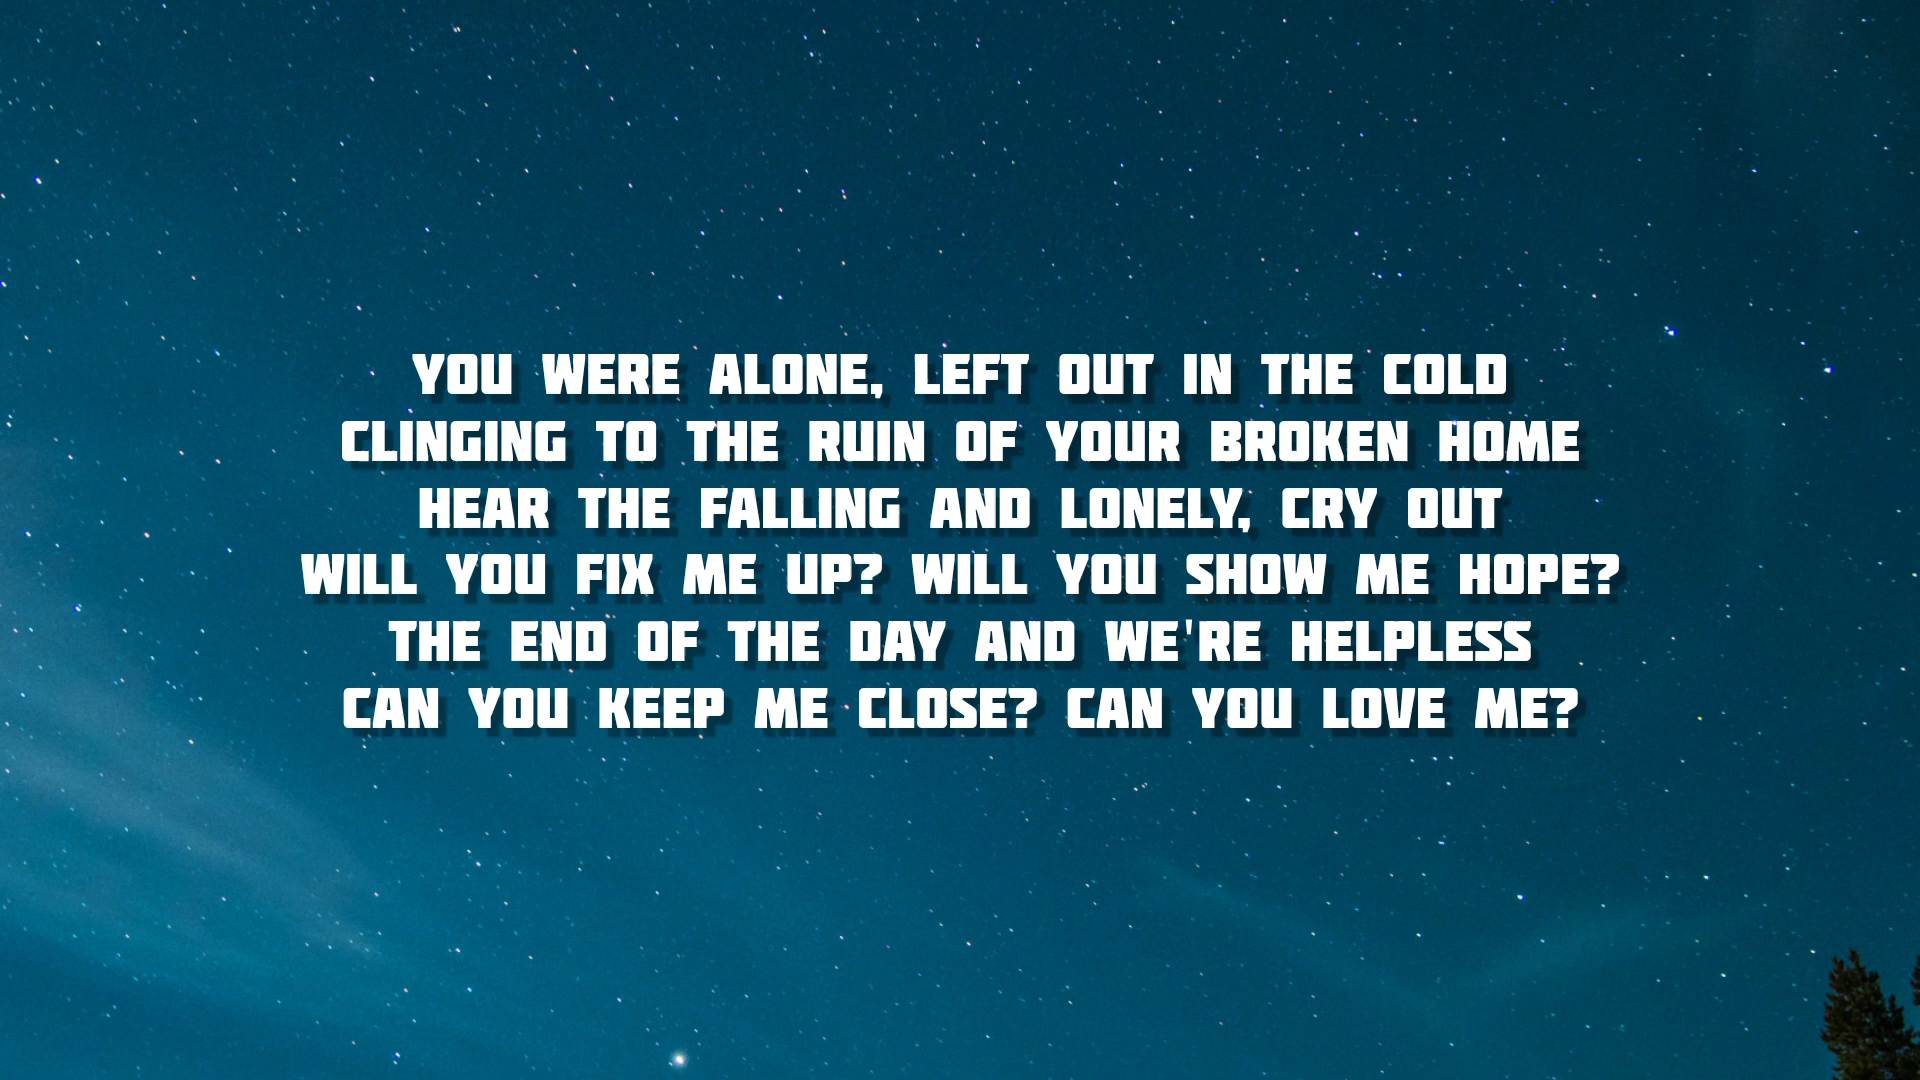 YOU WERE ALONE, LEFT OUT IN THE COLD
CLINGING TO THE RUIN OF YOUR BROKEN HOME
HEAR THE FALLING AND LONELY, CRY OUT
WILL YOU FIX ME UP? WILL YOU SHOW ME HOPE?
THE END OF THE DAY AND WE'RE HELPLESS
CAN YOU KEEP ME CLOSE? CAN YOU LOVE ME?